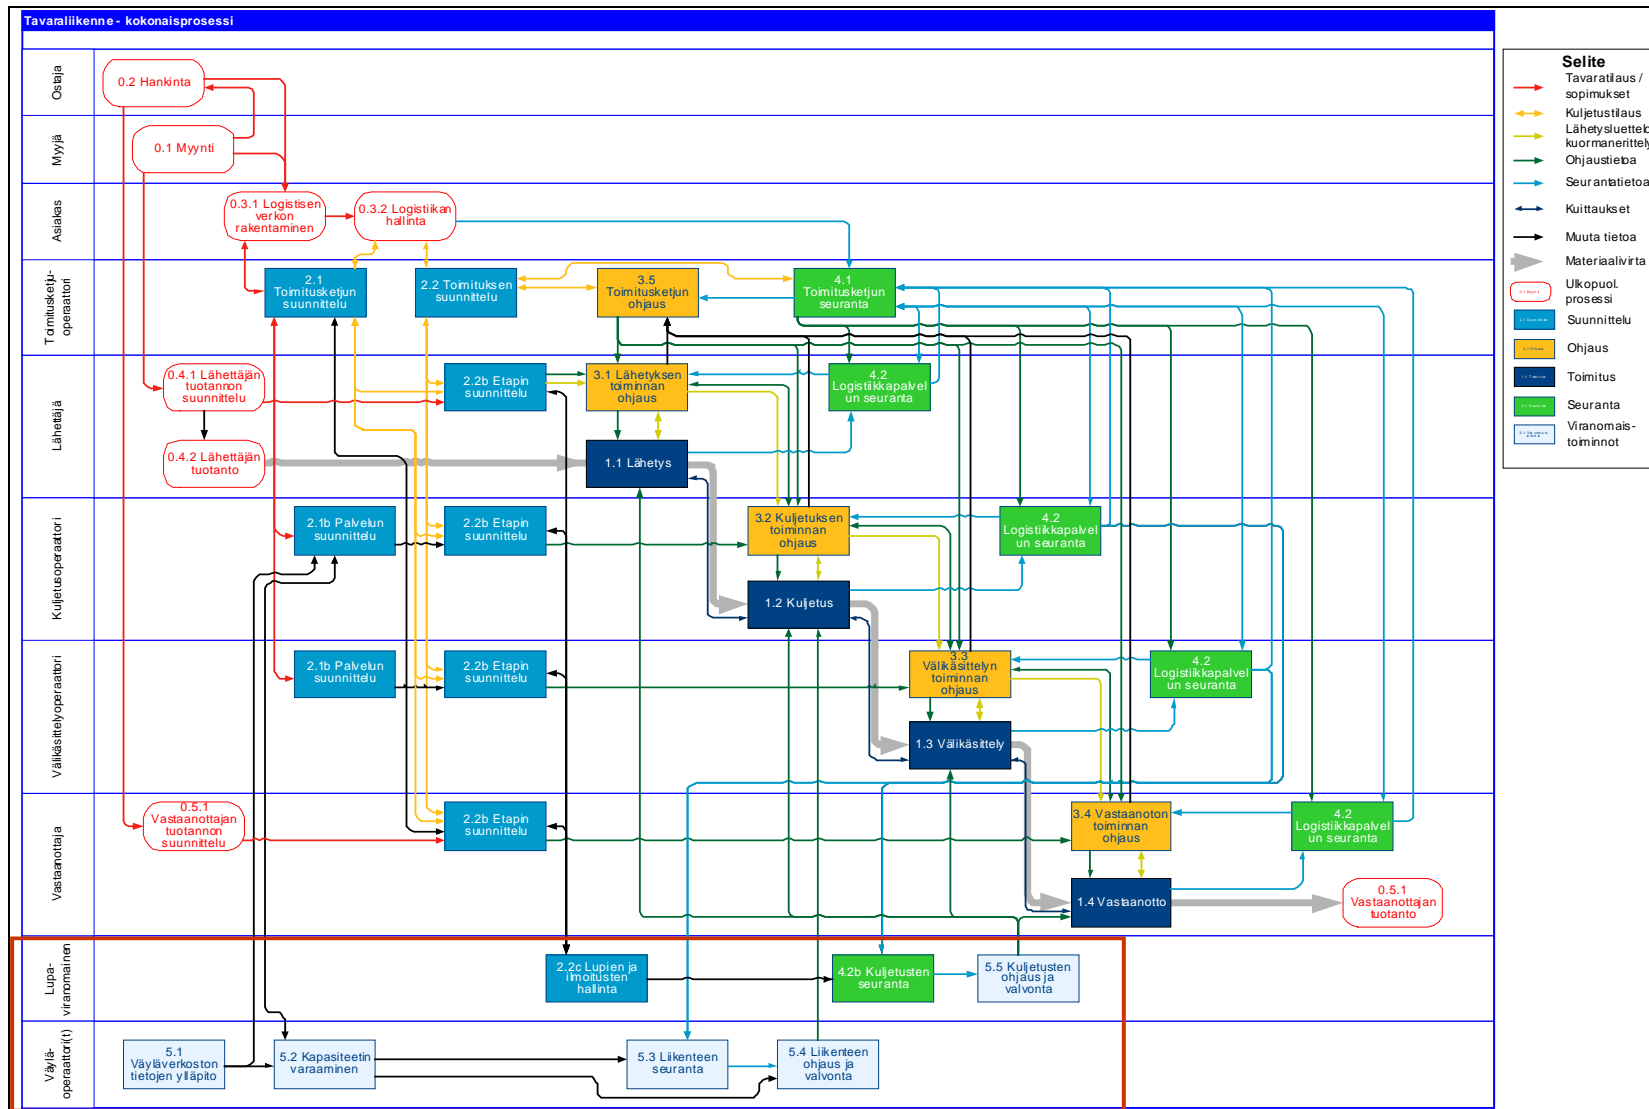 Tavaraliikenne - kokonaisprosessi
Ostaja
0.2 Hankinta
Myyjä
0.1 Myynti
Asiakas
0.3.1 Logistisen
verkon
rakentaminen
0.3.2 Logistiikan
hallinta
Toimitusketju-
operaattori
2.1
Toimitusketjun
suunnittelu
2.2 Toimituksen
suunnittelu
3.5
Toimitusketjun
ohjaus
4.1
Toimitusketjun
seuranta
Lähettäjä
0.4.1 Lähettäjän
tuotannon
suunnittelu
2.2b Etapin
suunnittelu
3.1 Lähetyksen
toiminnan
ohjaus
4.2
Logistiikkapalvel
un seuranta
0.4.2 Lähettäjän
tuotanto
1.1 Lähetys
Kuljetusoperaattori
2.1b Palvelun
suunnittelu
2.2b Etapin
suunnittelu
3.2 Kuljetuksen
toiminnan
ohjaus
4.2
Logistiikkapalvel
un seuranta
1.2 Kuljetus
Välikäsittelyoperaattori
2.1b Palvelun
suunnittelu
2.2b Etapin
suunnittelu
3.3
Välikäsittelyn
toiminnan
ohjaus
4.2
Logistiikkapalvel
un seuranta
1.3 Välikäsittely
Vastaanottaja
0.5.1
Vastaanottajan
tuotannon
suunnittelu
2.2b Etapin
suunnittelu
3.4 Vastaanoton
toiminnan
ohjaus
4.2
Logistiikkapalvel
un seuranta
1.4 Vastaanotto
0.5.1
Vastaanottajan
tuotanto
Lupa-
viranomainen
2.2c Lupien ja
ilmoitusten
hallinta
4.2b Kuljetusten
seuranta
5.5 Kuljetusten
ohjaus ja
valvonta
Väylä-
operaattori(t)
5.1
Väyläverkoston
tietojen ylläpito
5.2 Kapasiteetin
varaaminen
5.3 Liikenteen
seuranta
5.4 Liikenteen
ohjaus ja
valvonta
Selite
Tavaratilaus /
sopimukset
Kuljetustilaus
Lähetysluettelo
kuormanerittely
Ohjaustietoa
Seurantatietoa
Kuittaukset
Muuta tietoa
Materiaalivirta
Ulkopuol.
prosessi
Suunnittelu
Ohjaus
Toimitus
Seuranta
Viranomais-
toiminnot